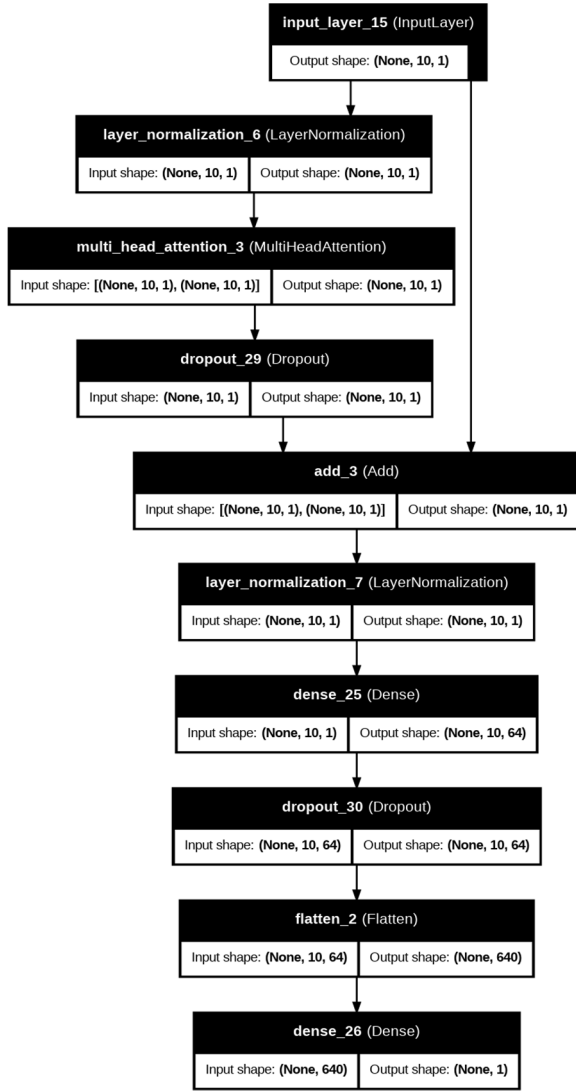 input_layer_15 (InputLayer)
Output shape: (None, 10, 1)
layer_normalization_6 (LayerNormalization)
Input shape: (None, 10, 1) Output shape: (None, 10, 1)
multi_head_attention_3 (MultiHeadAttention)
Input shape: [(None, 10, 1), (None, 10, 1)] Output shape: (None, 10, 1)
dropout_29 (Dropout)
Input shape: (None, 10, 1) Output shape: (None, 10, 1)
add_3 (Add)
Input shape: [(None, 10, 1), (None, 10, 1)] Output shape: (None, 10, 1)
layer_normalization_7 (LayerNormalization)
Input shape: (None, 10, 1) Output shape: (None, 10, 1)
dense_25 (Dense)
Input shape: (None, 10, 1) Output shape: (None, 10, 64)
dropout_30 (Dropout)
Input shape: (None, 10, 64) Output shape: (None, 10, 64)
flatten_2 (Flatten)
Input shape: (None, 10, 64) Output shape: (None, 640)
dense_26 (Dense)
Input shape: (None, 640) Output shape: (None, 1)